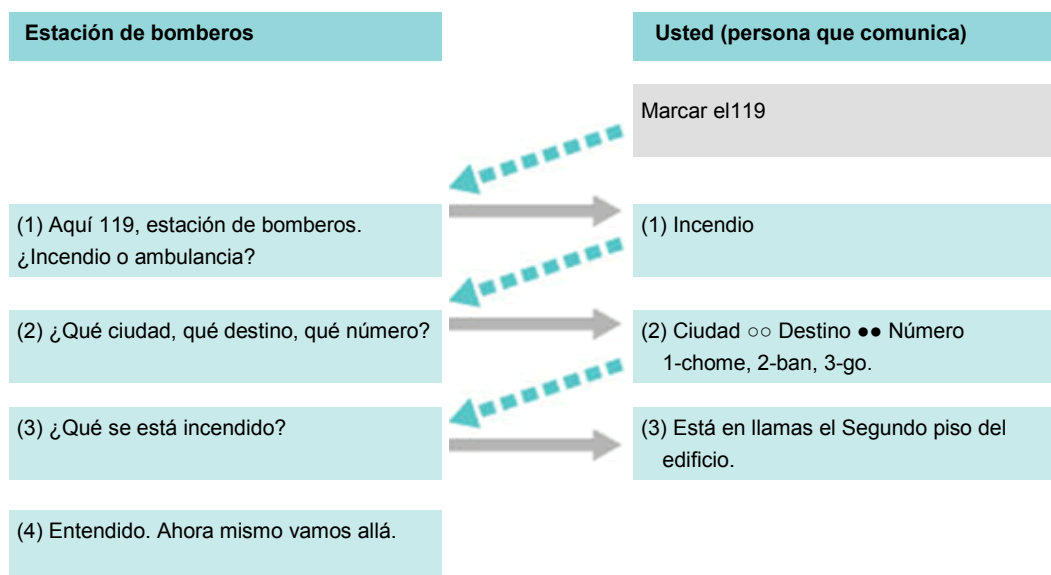 Estación de bomberos
Usted (persona que comunica)
Marcar el119
(1) Aquí 119, estación de bomberos.
¿Incendio o ambulancia?
(1) Incendio
(2) ¿Qué ciudad, qué destino, qué número?
(2) Ciudad ○○ Destino ●● Número
1-chome, 2-ban, 3-go.
(3) ¿Qué se está incendido?
(3) Está en llamas el Segundo piso del
edificio.
(4) Entendido. Ahora mismo vamos allá.